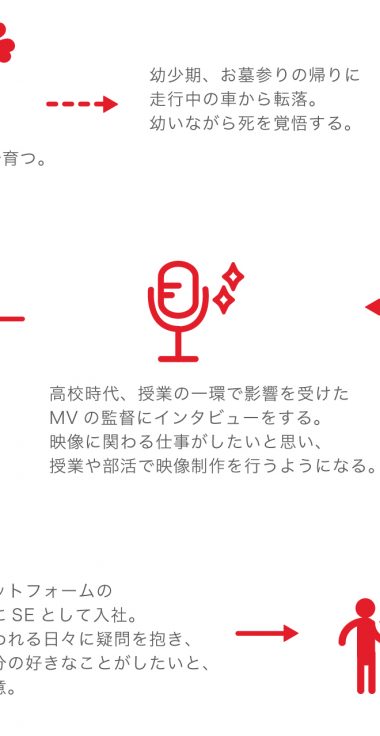 幼少期、お墓参りの帰りに
走行中の車から転落。
幼いながら死を覚悟する。
育つ。
高校時代、授業の一環で影響を受けた
MV の監督にインタビューをする。
映像に関わる仕事がしたいと思い、
授業や部活で映像制作を行うようになる。
ットフォームの
に SE として入社。
われる日々に疑問を抱き、
分の好きなことがしたいと、
意。